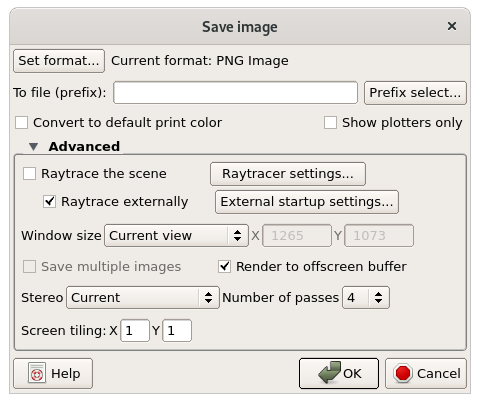 Save image ×
Set format... Current format: PNG Image
To file (prefix): Prefix select...
Convert to default print color Show plotters only
Advanced
Raytrace the scene Raytracer settings...
Raytrace externally External startup settings...
Window size Current view X 1265 Y 1073
Save multiple images Render to offscreen buffer
Stereo Current Number of passes 4
Screen tiling: X 1 Y 1
Help OK Cancel